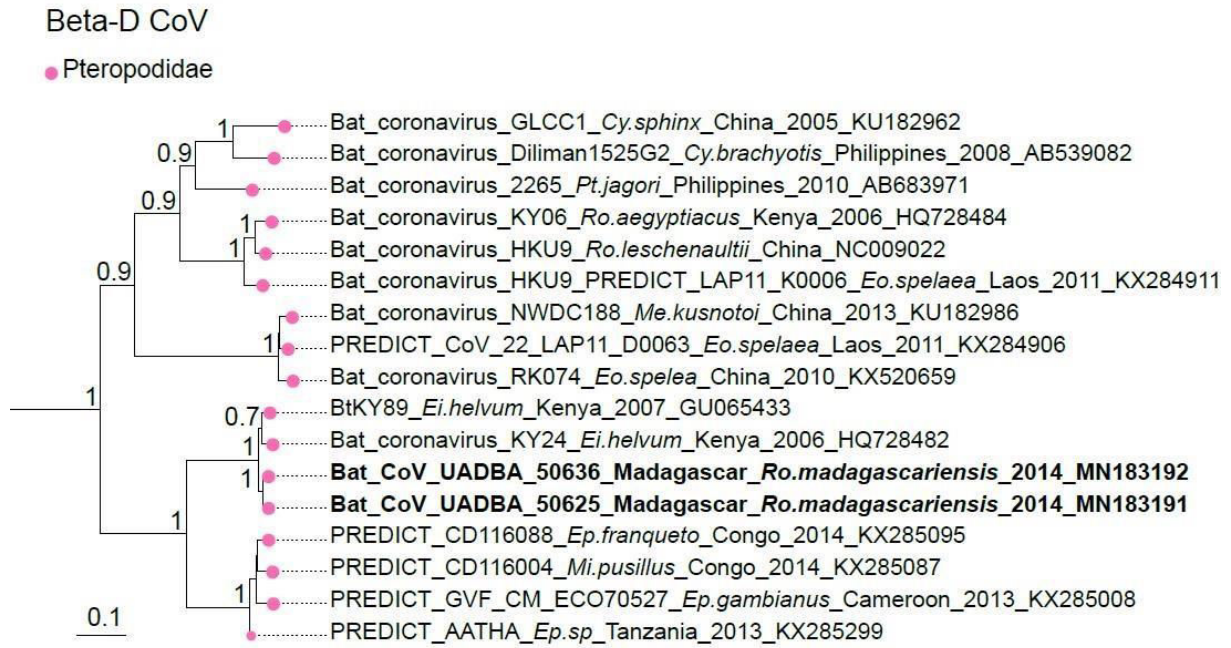 Beta-D CoV
Pteropodidae
1 Bat_coronavirus_GLCC1_Cy.sphinx_China_2005_KU182962
0.9 Bat_coronavirus_Diliman1525G2_Cy.brachyotis_Philippines_2008_AB539082
0.9 Bat_coronavirus_2265_Pt.jagori_Philippines_2010_AB683971
1 Bat_coronavirus_KY06_Ro.aegyptiacus_Kenya_2006_HQ728484
1 Bat_coronavirus_HKU9_Ro.leschenaultii_China_NC009022
0.9 Bat_coronavirus_HKU9_PREDICT_LAP11_K0006_Eo.spelaea_Laos_2011_KX284911
Bat_coronavirus_NWDC188_Me.kusnotoi_China_2013_KU182986
1 PREDICT_CoV_22_LAP11_D0063_Eo.spelaea_Laos_2011_KX284906
Bat_coronavirus_RK074_Eo.spelea_China_2010_KX520659
1 0.7 BtKY89_Ei.helvum_Kenya_2007_GU065433
1 Bat_coronavirus_KY24_Ei.helvum_Kenya_2006_HQ728482
1 Bat_CoV_UADBA_50636_Madagascar_Ro.madagascariensis_2014_MN183192
1 Bat_CoV_UADBA_50625_Madagascar_Ro.madagascariensis_2014_MN183191
PREDICT_CD116088_Ep.franqueto_Congo_2014_KX285095
PREDICT_CD116004_Mi.pusillus_Congo_2014_KX285087
1 PREDICT_GVF_CM_ECO70527_Ep.gambianus_Cameroon_2013_KX285008
0.1 PREDICT_AATHA_Ep.sp_Tanzania_2013_KX285299